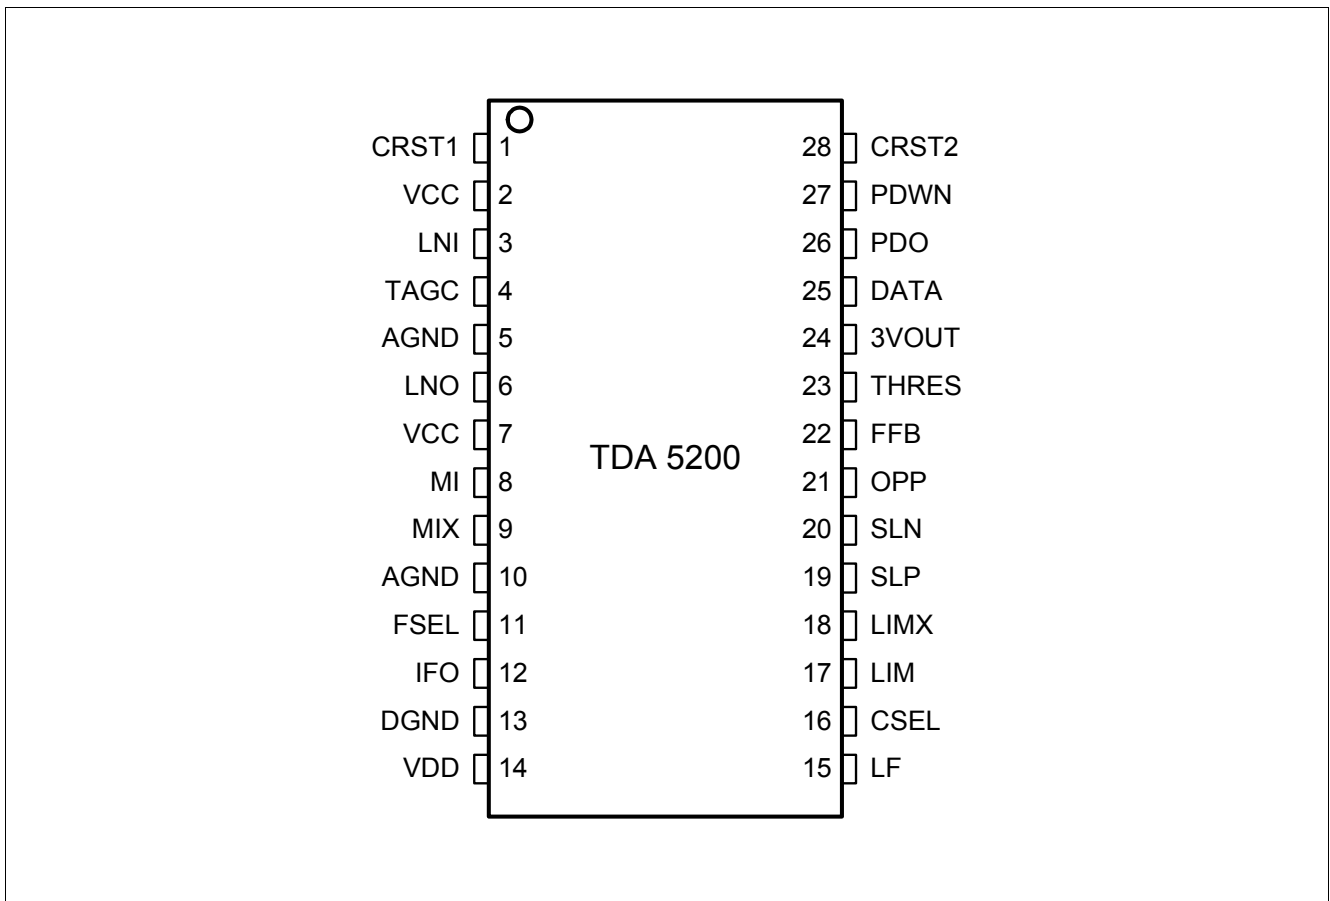 CRST1 1 28 CRST2
VCC 2 27 PDWN
LNI 3 26 PDO
TAGC 4 25 DATA
AGND 5 24 3VOUT
LNO 6 23 THRES
VCC 7 22 FFB
TDA 5200
MI 8 21 OPP
MIX 9 20 SLN
AGND 10 19 SLP
FSEL 11 18 LIMX
IFO 12 17 LIM
DGND 13 16 CSEL
VDD 14 15 LF